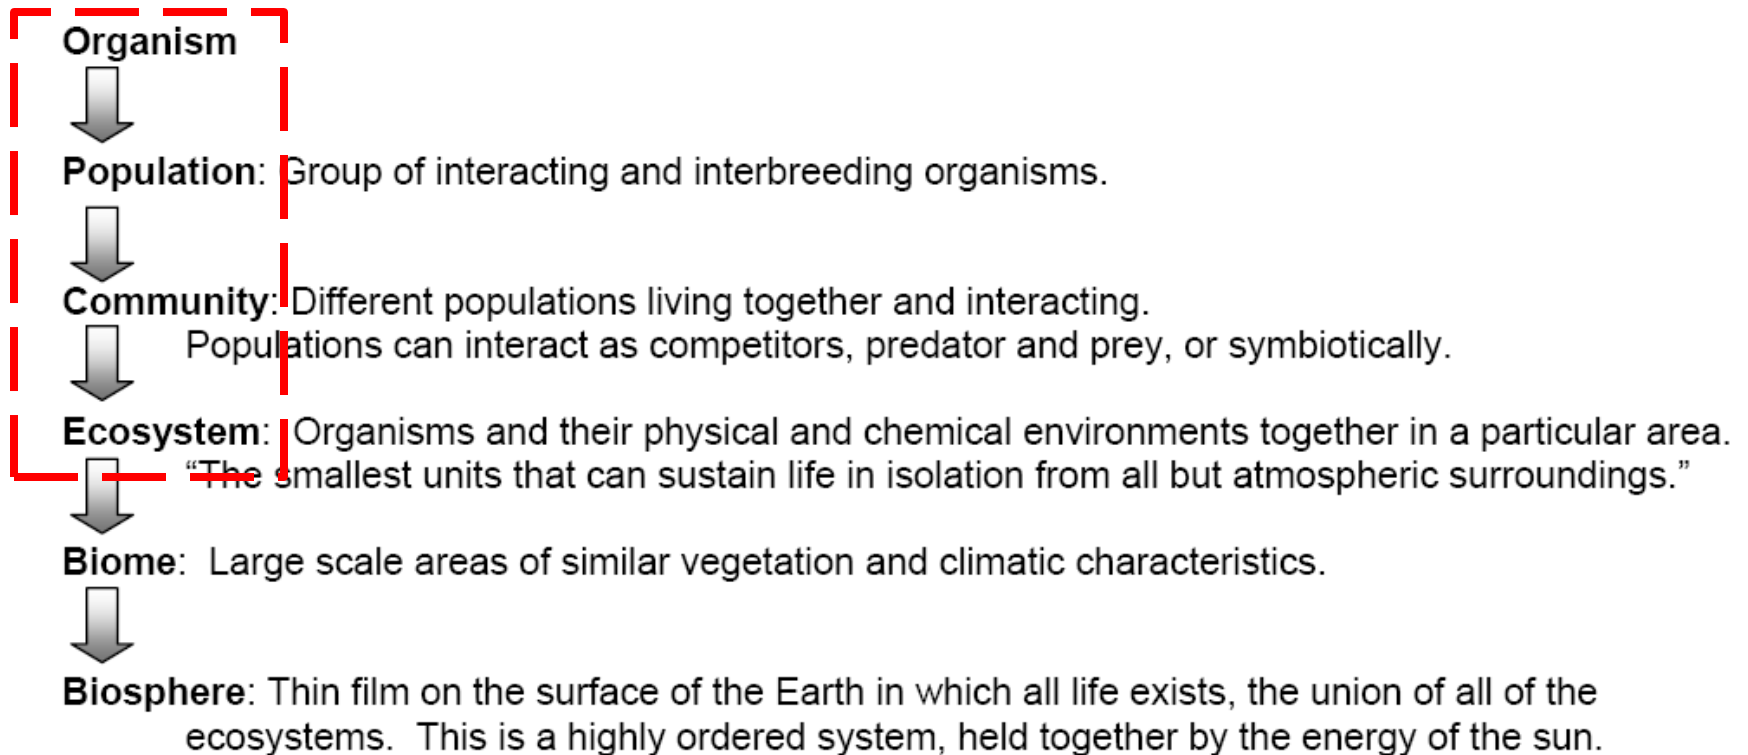 Organism
Population: Group of interacting and interbreeding organisms.
Community: Different populations living together and interacting.
Populations can interact as competitors, predator and prey, or symbiotically.
Ecosystem: Organisms and their physical and chemical environments together in a particular area.
“The smallest units that can sustain life in isolation from all but atmospheric surroundings.”
Biome: Large scale areas of similar vegetation and climatic characteristics.
Biosphere: Thin film on the surface of the Earth in which all life exists, the union of all of the
ecosystems. This is a highly ordered system, held together by the energy of the sun.